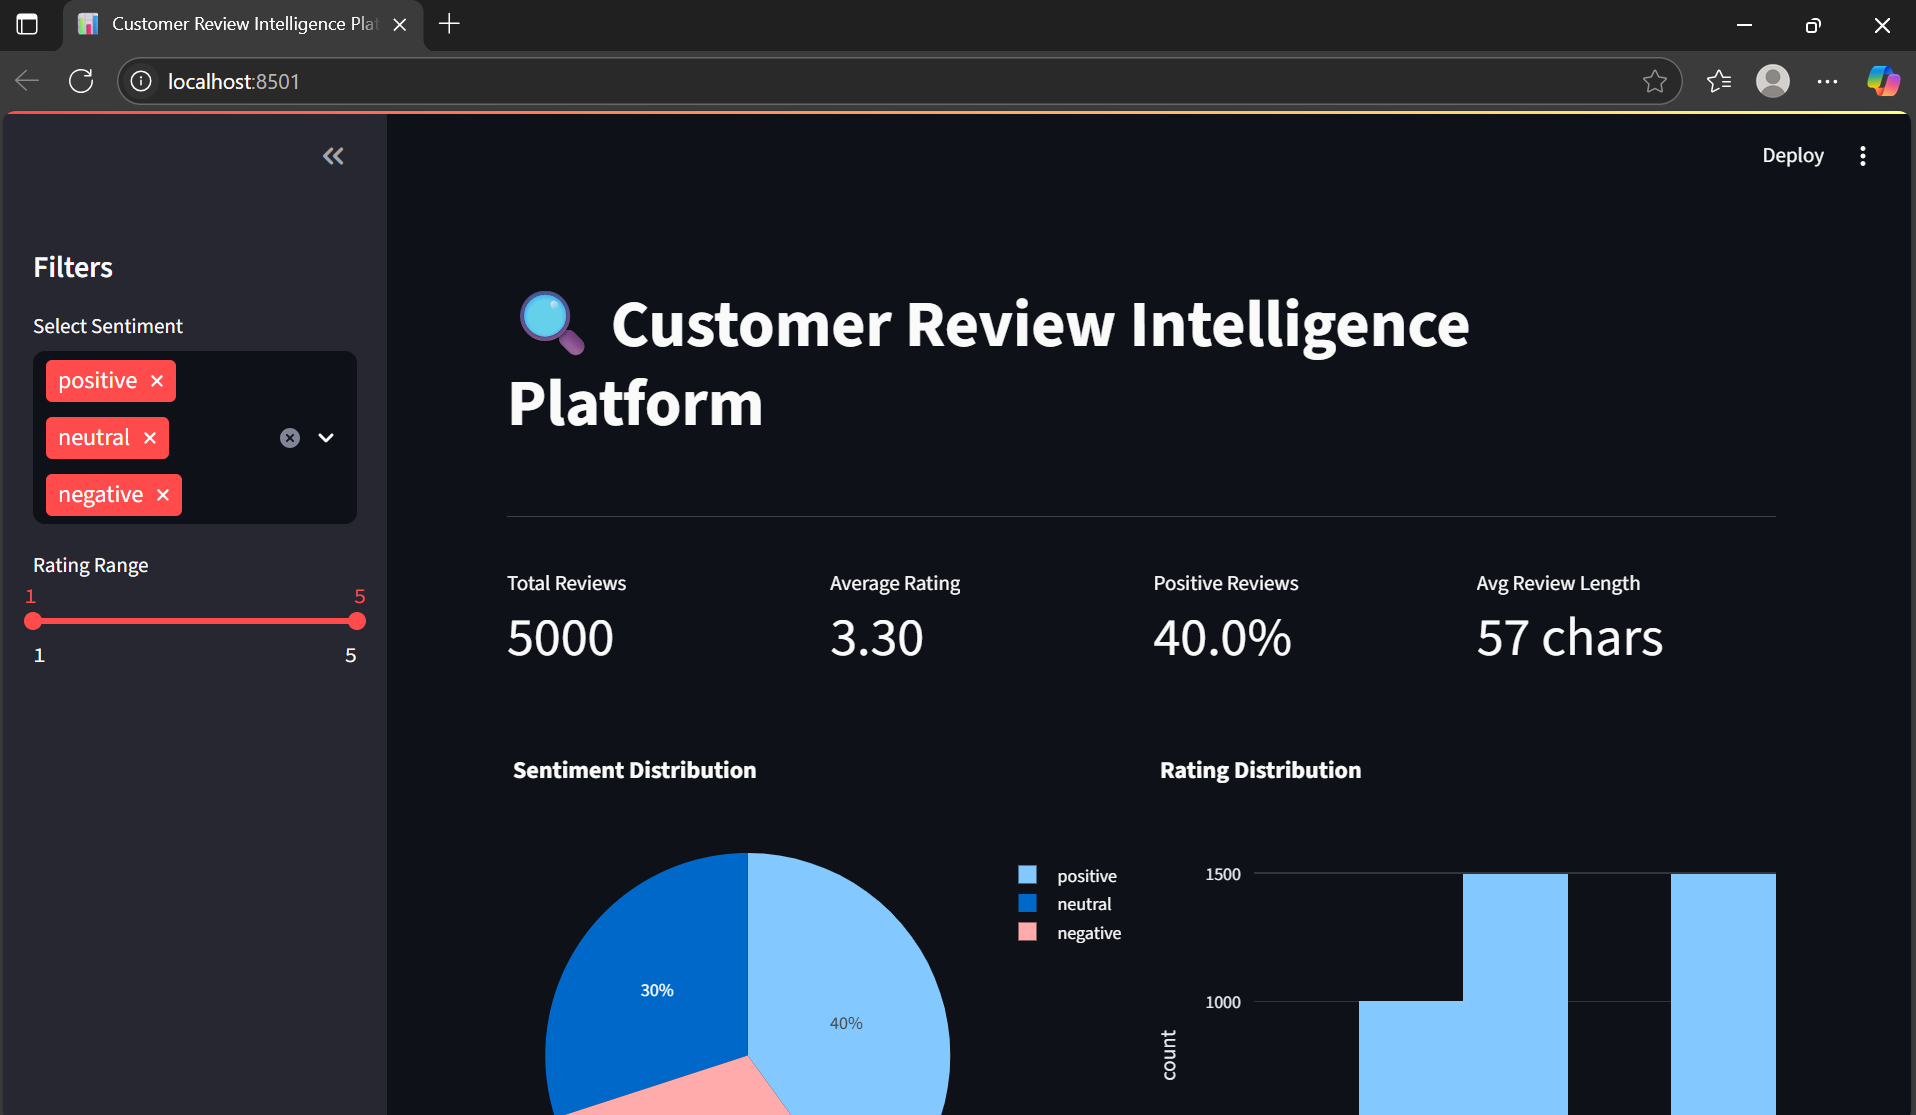 Customer Review Intelligence Plat
localhost:8501
Deploy
Filters
Select Sentiment
positive
neutral
negative
Rating Range
1 5
1 5
Customer Review Intelligence
Platform
Total Reviews
5000
Average Rating
3.30
Positive Reviews
40.0%
Avg Review Length
57 chars
Sentiment Distribution
30%
40%
positive
neutral
negative
Rating Distribution
1500
1000
count